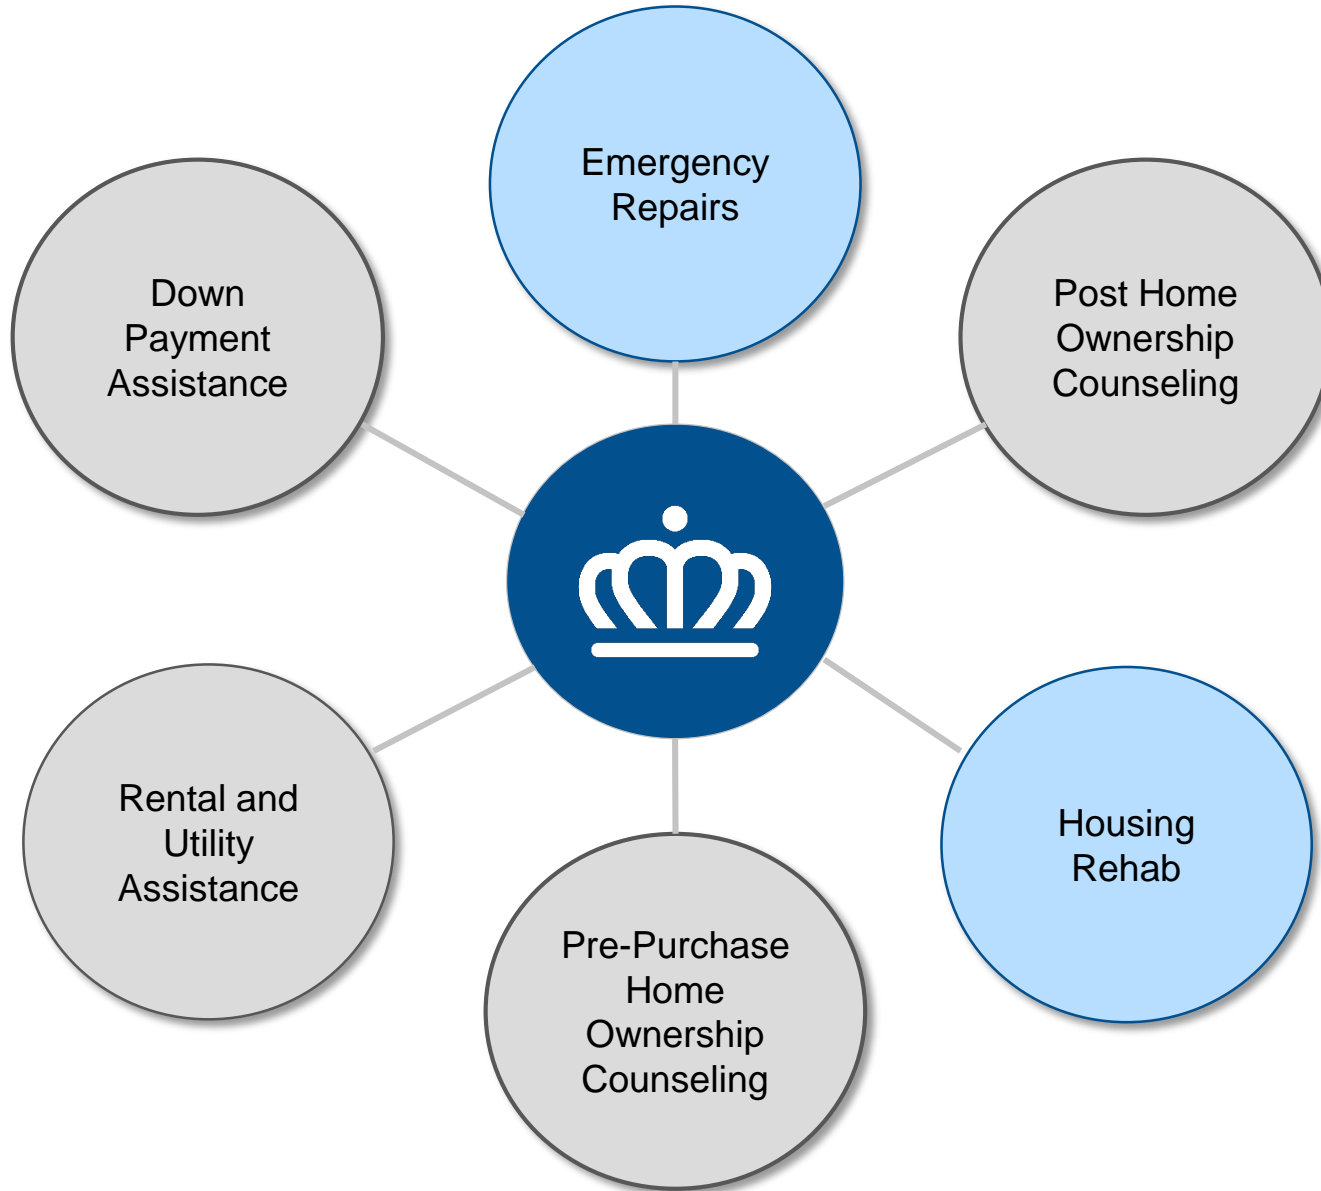 Emergency
Repairs
Down
Payment
Assistance
Post Home
Ownership
Counseling
Rental and
Utility
Assistance
Housing
Rehab
Pre-Purchase
Home
Ownership
Counseling